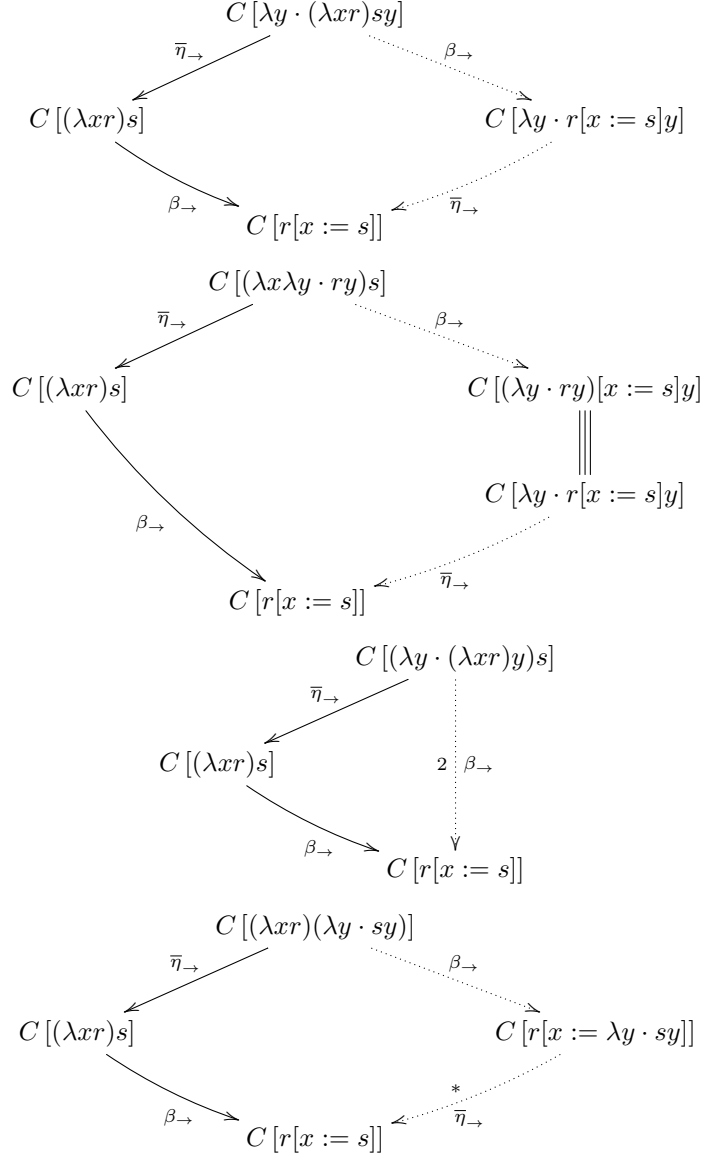 C [λy · (λxr)sy]
η̅→ β→
C [(λxr)s] C [λy · r[x := s]y]
β→ η̅→
C [r[x := s]]
C [(λxλy · ry)s]
η̅→ β→
C [(λxr)s] C [(λy · ry)[x := s]y]
C [λy · r[x := s]y]
β→
η̅→
C [r[x := s]]
C [(λy · (λxr)y)s]
η̅→
C [(λxr)s] 2 β→
β→
C [r[x := s]]
C [(λxr)(λy · sy)]
η̅→ β→
C [(λxr)s] C [r[x := λy · sy]]
*
β→ η̅→
C [r[x := s]]